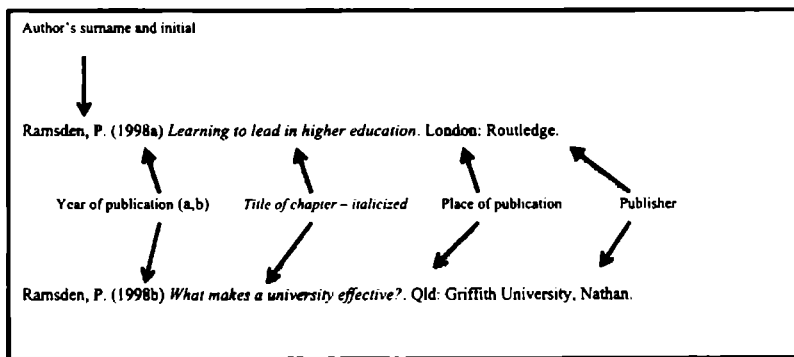 Author's surname and initial
Ramsden, P. (1998a) Learning to lead in higher education. London: Routledge.
Year of publication (a,b) Title of chapter – italicized Place of publication Publisher
Ramsden, P. (1998b) What makes a university effective?. Qld: Griffith University, Nathan.